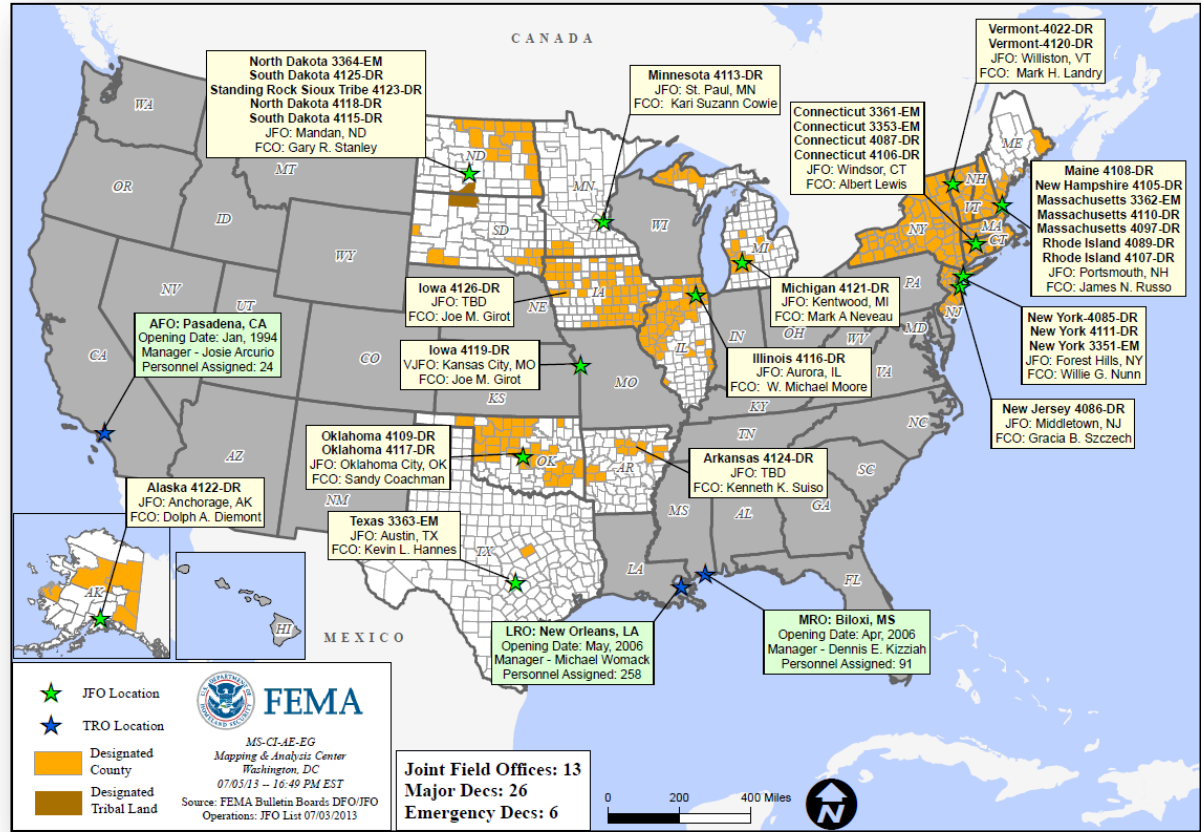 CANADA
North Dakota 3364-EM
South Dakota 4125-DR
Standing Rock Sioux Tribe 4123-DR
North Dakota 4118-DR
South Dakota 4115-DR
JFO: Mandan, ND
FCO: Gary R. Stanley
Minnesota 4113-DR
JFO: St. Paul, MN
FCO: Kari Suzann Cowie
Vermont-4022-DR
Vermont-4120-DR
JFO: Williston, VT
FCO: Mark H. Landry
Connecticut 3361-EM
Connecticut 3353-EM
Connecticut 4087-DR
Connecticut 4106-DR
JFO: Windsor, CT
FCO: Albert Lewis
Maine 4108-DR
New Hampshire 4105-DR
Massachusetts 3362-EM
Massachusetts 4110-DR
Massachusetts 4097-DR
Rhode Island 4089-DR
Rhode Island 4107-DR
JFO: Portsmouth, NH
FCO: James N. Russo
WA
MT
ND
MN
ME
OR
ID
WY
SD
WI
MI
NY
NH
VT
MA
CT
Iowa 4126-DR
JFO: TBD
FCO: Joe M. Girot
Michigan 4121-DR
JFO: Kentwood, MI
FCO: Mark A Neveau
New York-4085-DR
New York 4111-DR
New York 3351-EM
JFO: Forest Hills, NY
FCO: Willie G. Nunn
NV
UT
NE
IA
IL
IN
OH
PA
NJ
MD
WV
VA
AFO: Pasadena, CA
Opening Date: Jan, 1994
Manager - Josie Arcurio
Personnel Assigned: 24
Iowa 4119-DR
VJFO: Kansas City, MO
FCO: Joe M. Girot
Illinois 4116-DR
JFO: Aurora, IL
FCO: W. Michael Moore
New Jersey 4086-DR
JFO: Middletown, NJ
FCO: Gracia B. Szczech
CA
CO
KS
MO
KY
TN
NC
Oklahoma 4109-DR
Oklahoma 4117-DR
JFO: Oklahoma City, OK
FCO: Sandy Coachman
Arkansas 4124-DR
JFO: TBD
FCO: Kenneth K. Suiso
AZ
NM
OK
AR
SC
MS
AL
GA
Alaska 4122-DR
JFO: Anchorage, AK
FCO: Dolph A. Diemont
Texas 3363-EM
JFO: Austin, TX
FCO: Kevin L. Hannes
TX
LA
FL
AK
HI
MEXICO
LRO: New Orleans, LA
Opening Date: May, 2006
Manager - Michael Womack
Personnel Assigned: 258
MRO: Biloxi, MS
Opening Date: Apr, 2006
Manager - Dennis E. Kizziah
Personnel Assigned: 91
JFO Location
TRO Location
Designated
County
Designated
Tribal Land
U.S. DEPARTMENT OF HOMELAND SECURITY
FEMA
MS-CI-AE-EG
Mapping & Analysis Center
Washington, DC
07/05/13 -- 16:49 PM EST
Source: FEMA Bulletin Boards DFO/JFO
Operations: JFO List 07/03/2013
Joint Field Offices: 13
Major Decs: 26
Emergency Decs: 6
0 200 400 Miles
N